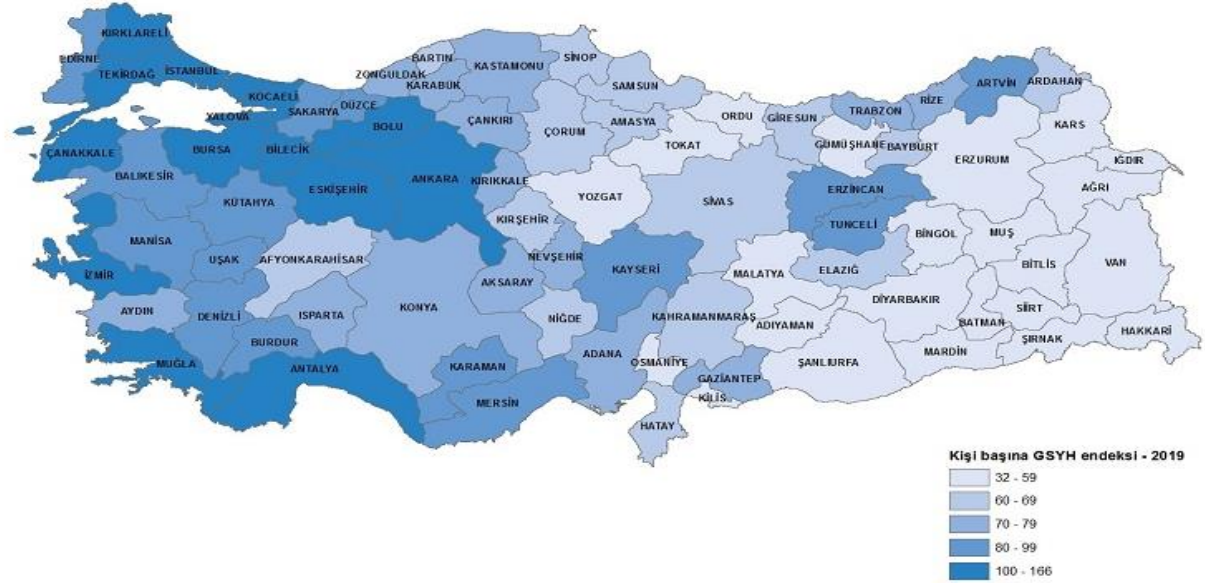 KIRKLARELİ
EDİRNE
TEKİRDAĞ
İSTANBUL
KOCAELİ
YALOVA
SAKARYA
DÜZCE
ZONGULDAK
BARTIN
KARABÜK
KASTAMONU
SİNOP
SAMSUN
ORDU
GİRESUN
TRABZON
RİZE
ARTVİN
ARDAHAN
KARS
IĞDIR
ÇANAKKALE
BALIKESİR
BURSA
BİLECİK
BOLU
ÇANKIRI
ÇORUM
AMASYA
TOKAT
GÜMÜŞHANE
BAYBURT
ERZURUM
AĞRI
ESKİŞEHİR
ANKARA
KIRIKKALE
YOZGAT
SİVAS
ERZİNCAN
TUNCELİ
KÜTAHYA
KIRŞEHİR
MANİSA
UŞAK
AFYONKARAHİSAR
NEVŞEHİR
KAYSERİ
MALATYA
ELAZIĞ
BİNGÖL
MUŞ
BİTLİS
VAN
İZMİR
AYDIN
DENİZLİ
ISPARTA
KONYA
AKSARAY
NİĞDE
KAHRAMANMARAŞ
ADIYAMAN
DİYARBAKIR
BATMAN
SİİRT
ŞIRNAK
HAKKARİ
MUĞLA
BURDUR
ANTALYA
KARAMAN
MERSİN
ADANA
OSMANİYE
GAZİANTEP
KİLİS
ŞANLIURFA
MARDİN
HATAY
Kişi başına GSYH endeksi - 2019
32 - 59
60 - 69
70 - 79
80 - 99
100 - 166